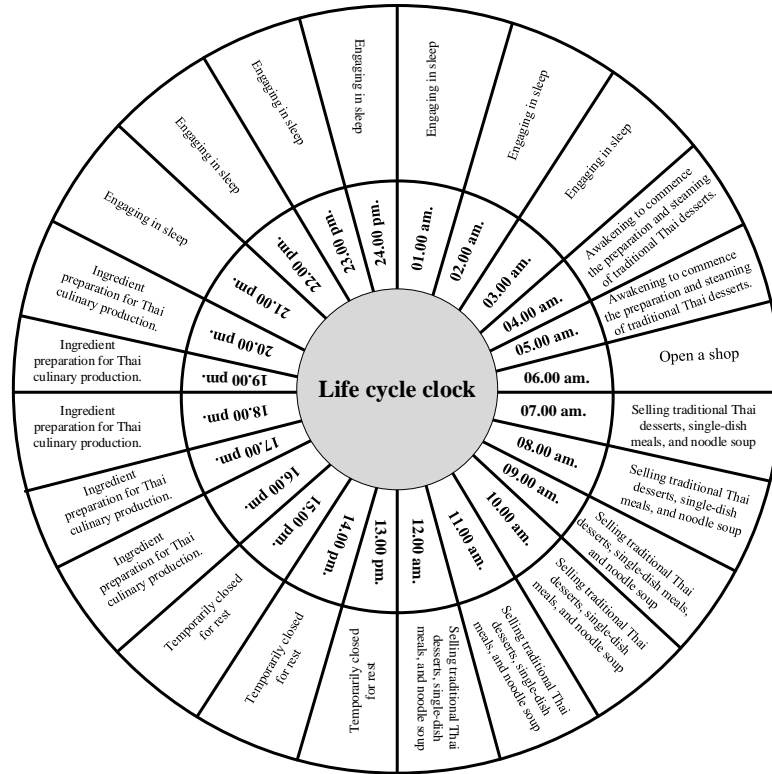 Life cycle clock
01.00 am.
Engaging in sleep
02.00 am.
Engaging in sleep
03.00 am.
Engaging in sleep
04.00 am.
Awakening to commence
the preparation and steaming
of traditional Thai desserts.
05.00 am.
Awakening to commence
the preparation and steaming
of traditional Thai desserts.
06.00 am.
Open a shop
07.00 am.
Selling traditional Thai
desserts, single-dish
meals, and noodle soup
08.00 am.
Selling traditional Thai
desserts, single-dish
meals, and noodle soup
09.00 am.
Selling traditional Thai
desserts, single-dish meals,
and noodle soup
10.00 am.
Selling traditional Thai
desserts, single-dish
meals, and noodle soup
11.00 am.
Selling traditional Thai
desserts, single-dish
meals, and noodle soup
12.00 am.
Selling traditional Thai
desserts, single-dish
meals, and noodle soup
13.00 pm.
Temporarily closed
for rest
14.00 pm.
Temporarily closed
for rest
15.00 pm.
Temporarily closed
for rest
16.00 pm.
Ingredient
preparation for Thai
culinary production.
17.00 pm.
Ingredient
preparation for Thai
culinary production.
18.00 pm.
Ingredient
preparation for Thai
culinary production.
19.00 pm.
Ingredient
preparation for Thai
culinary production.
20.00 pm.
Ingredient
preparation for Thai
culinary production.
21.00 pm.
Engaging in sleep
22.00 pm.
Engaging in sleep
23.00 pm.
Engaging in sleep
24.00 pm.
Engaging in sleep